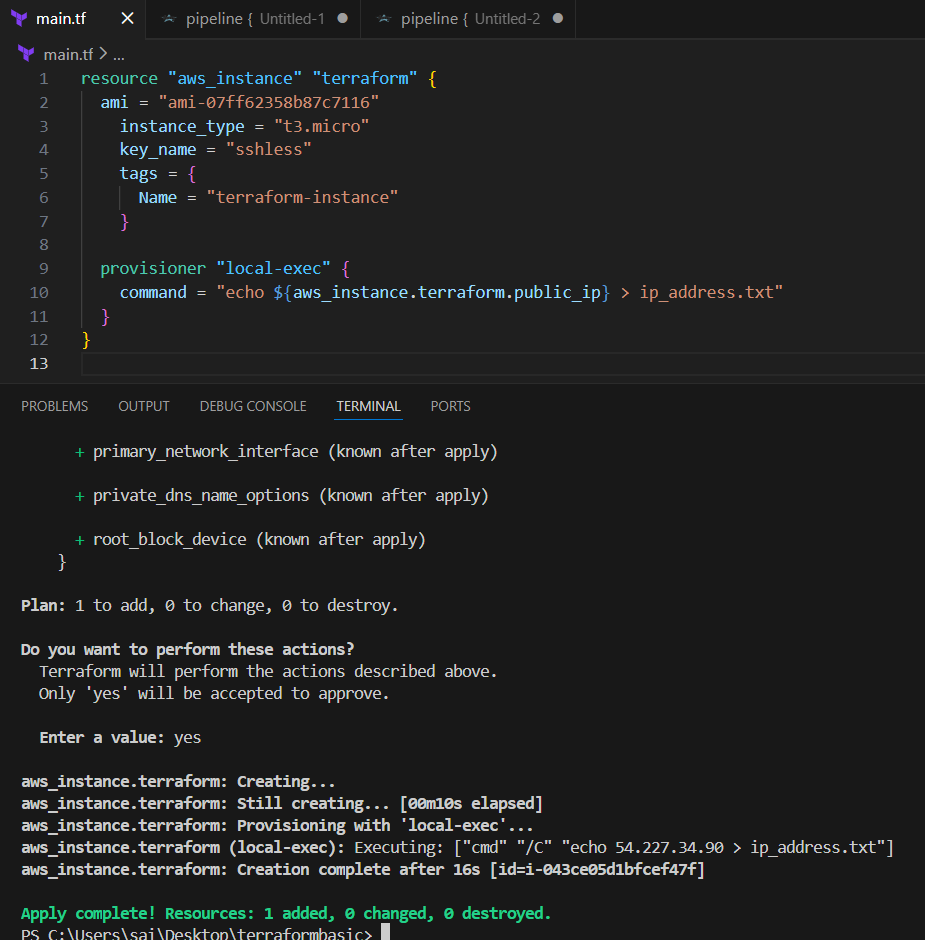 main.tf
pipeline { Untitled-1
pipeline { Untitled-2
main.tf > ...
1 resource "aws_instance" "terraform" {
2   ami = "ami-07ff62358b87c7116"
3     instance_type = "t3.micro"
4     key_name = "sshless"
5     tags = {
6       Name = "terraform-instance"
7     }
8
9   provisioner "local-exec" {
10     command = "echo ${aws_instance.terraform.public_ip} > ip_address.txt"
11   }
12 }
13
PROBLEMS OUTPUT DEBUG CONSOLE TERMINAL PORTS
+ primary_network_interface (known after apply)
+ private_dns_name_options (known after apply)
+ root_block_device (known after apply)
}
Plan: 1 to add, 0 to change, 0 to destroy.
Do you want to perform these actions?
Terraform will perform the actions described above.
Only 'yes' will be accepted to approve.
Enter a value: yes
aws_instance.terraform: Creating...
aws_instance.terraform: Still creating... [00m10s elapsed]
aws_instance.terraform: Provisioning with 'local-exec'...
aws_instance.terraform (local-exec): Executing: ["cmd" "/C" "echo 54.227.34.90 > ip_address.txt"]
aws_instance.terraform: Creation complete after 16s [id=i-043ce05d1bfcef47f]
Apply complete! Resources: 1 added, 0 changed, 0 destroyed.
PS C:\Users\sai\Desktop\terraformbasic>